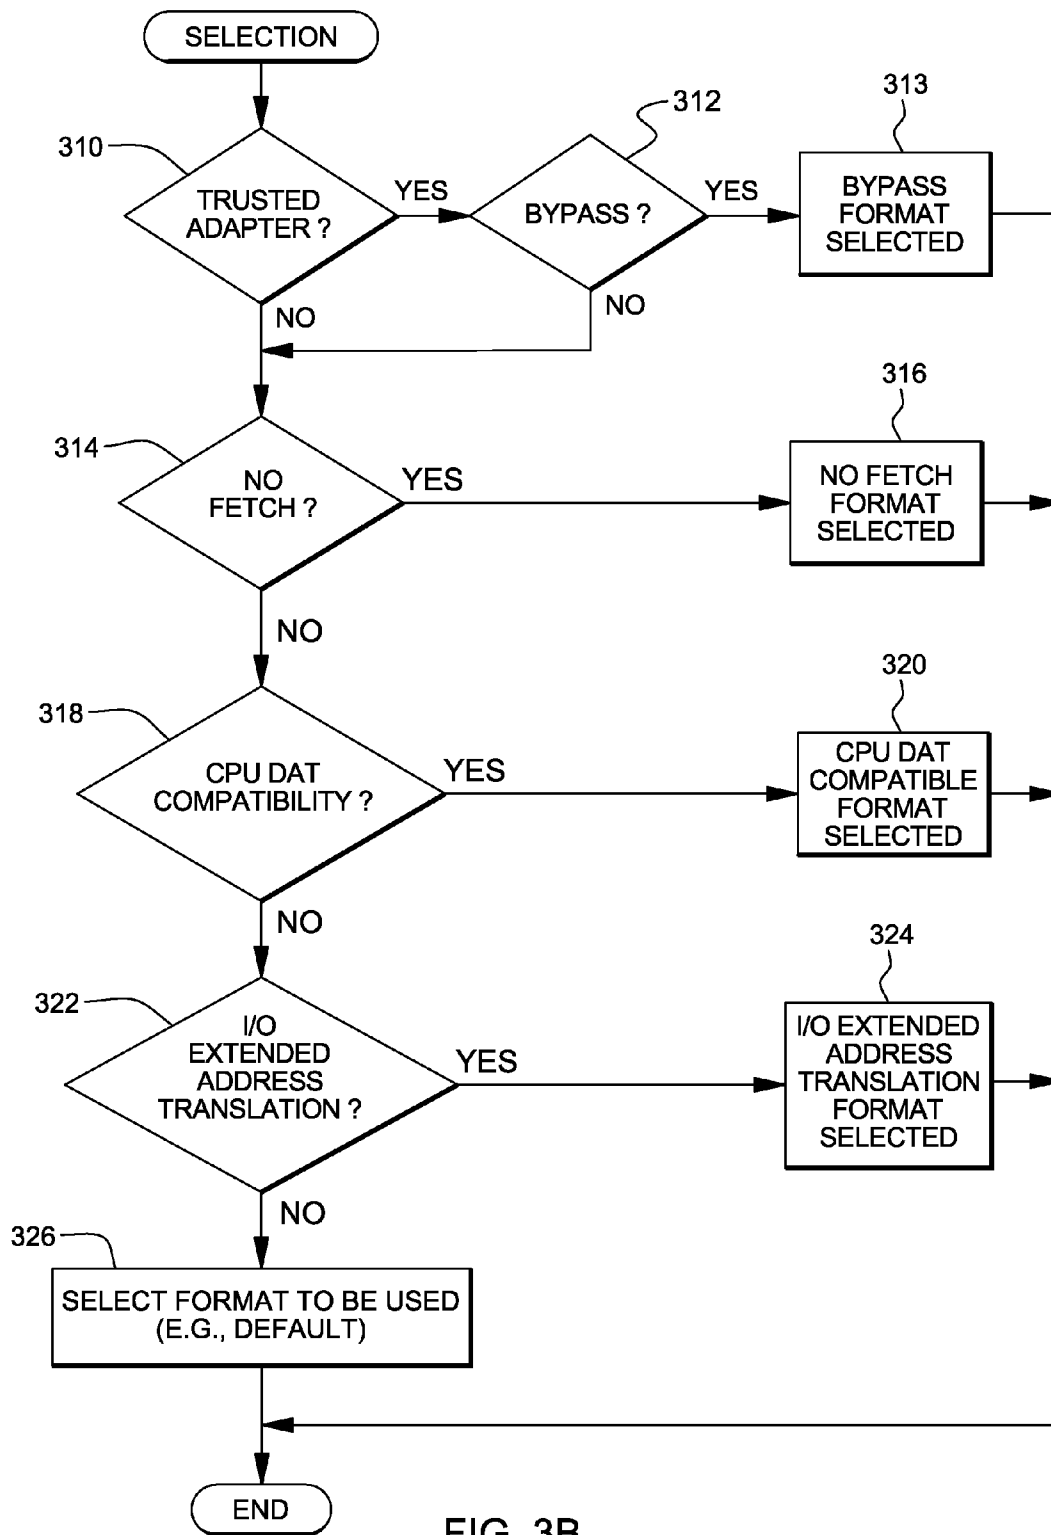 SELECTION
310
312
313
TRUSTED
ADAPTER ?
YES
BYPASS ?
YES
BYPASS
FORMAT
SELECTED
NO
NO
314
316
NO
FETCH ?
YES
NO FETCH
FORMAT
SELECTED
NO
318
320
CPU DAT
COMPATIBILITY ?
YES
CPU DAT
COMPATIBLE
FORMAT
SELECTED
NO
322
324
I/O
EXTENDED
ADDRESS
TRANSLATION ?
YES
I/O EXTENDED
ADDRESS
TRANSLATION
FORMAT
SELECTED
NO
326
SELECT FORMAT TO BE USED
(E.G., DEFAULT)
END
FIG. 3B